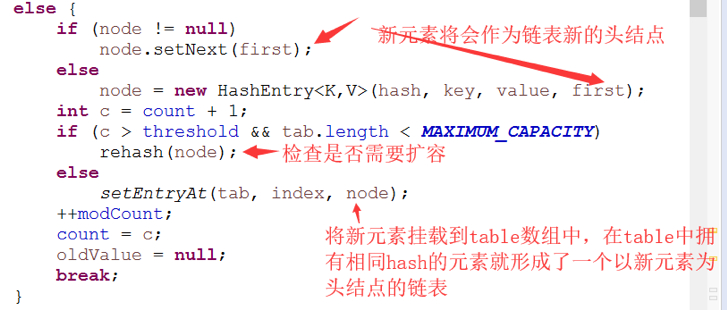 else {
if (node != null)
node.setNext(first);
新元素将会作为链表新的头结点
else
node = new HashEntry<K,V>(hash, key, value, first);
int c = count + 1;
if (c > threshold && tab.length < MAXIMUM_CAPACITY)
rehash(node);
检查是否需要扩容
else
setEntryAt(tab, index, node);
++modCount;
count = c;
oldValue = null;
break;
}
将新元素挂载到table数组中，在table中拥
有相同hash的元素就形成了一个以新元素为
头结点的链表